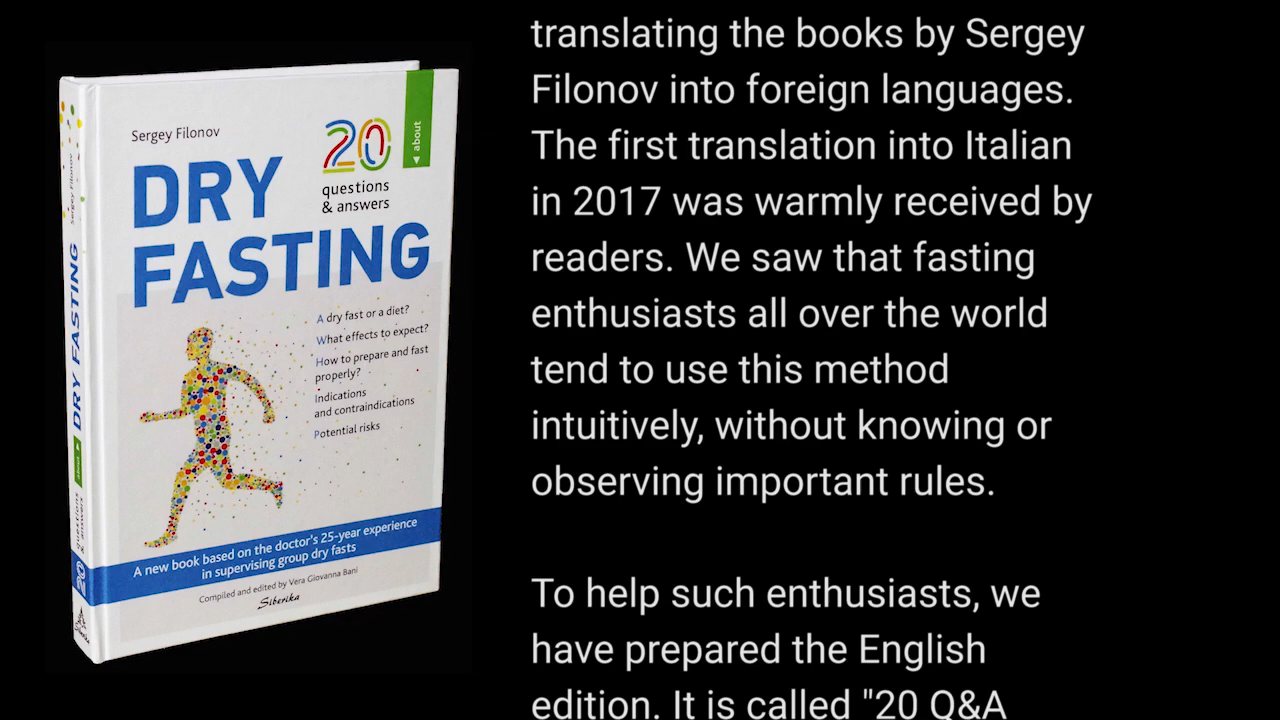 Sergey Filonov
20
questions
& answers
about
DRY
FASTING
A dry fast or a diet?
What effects to expect?
How to prepare and fast
properly?
Indications
and contraindications
Potential risks
A new book based on the doctor's 25-year experience
in supervising group dry fasts
Compiled and edited by Vera Giovanna Bani
Siberika
Sergey Filonov
DRY FASTING
about
questions
& answers
20
translating the books by Sergey
Filonov into foreign languages.
The first translation into Italian
in 2017 was warmly received by
readers. We saw that fasting
enthusiasts all over the world
tend to use this method
intuitively, without knowing or
observing important rules.
To help such enthusiasts, we
have prepared the English
edition. It is called "20 Q&A